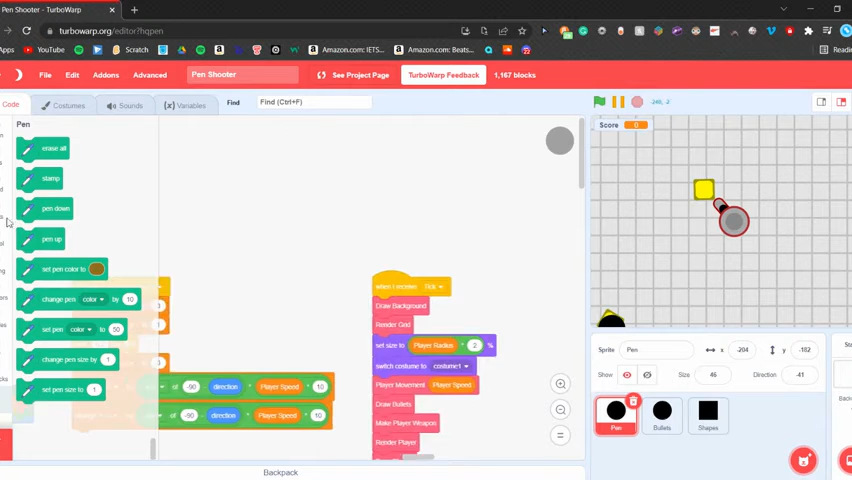 Pen Shooter - TurboWarp
turbowarp.org/editor?hqpen
Apps YouTube Scratch Amazon.com: IETS... Amazon.com: Beats... Readin
File Edit Addons Advanced Pen Shooter See Project Page TurboWarp Feedback 1,167 blocks
Code Costumes Sounds (x) Variables Find Find (Ctrl+F) -240, -2
Pen
erase all
stamp
pen down
pen up
set pen color to
change pen color by 10
set pen color to 50
change pen size by 1
set pen size to 1
of -90 direction * Player Speed * 10
of -90 direction * Player Speed * 10
when I receive Tick
Draw Background
Render Grid
set size to Player Radius * 2 %
switch costume to costume1
Player Movement Player Speed
Draw Bullets
Make Player Weapon
Render Player
Score 0
Sprite Pen x -204 y -182
Show Size 46 Direction -41
Pen Bullets Shapes
Backpack